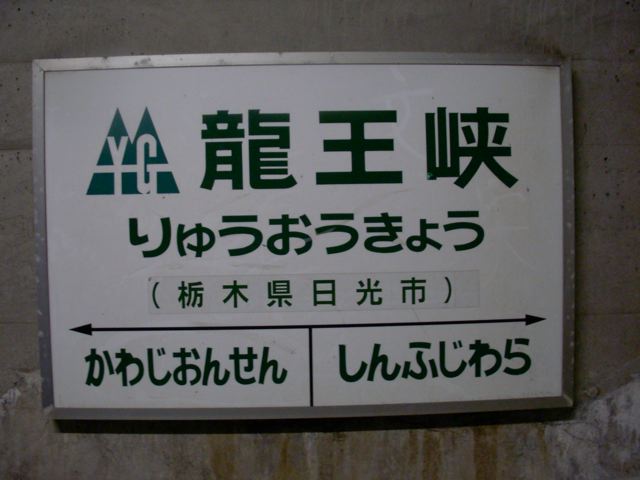 YG 龍王峡
りゅうおうきょう
(栃木県日光市)
かわじおんせん しんふじわら